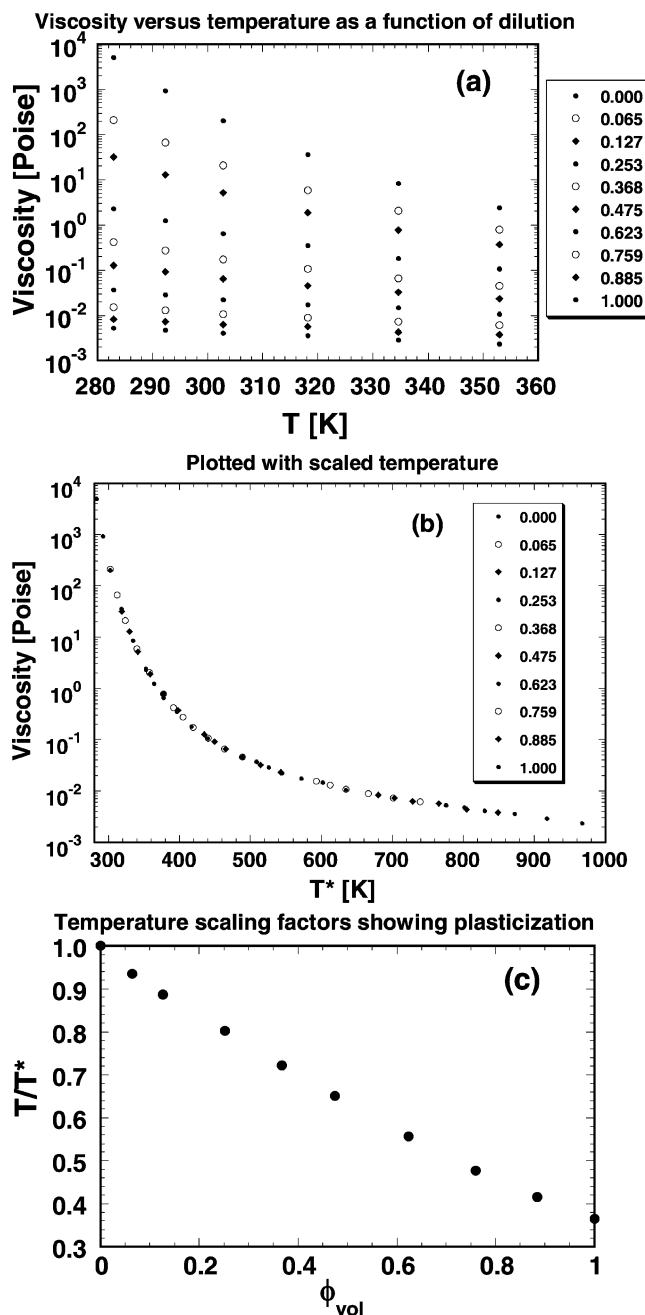 Viscosity versus temperature as a function of dilution
10^4
10^3
10^2
10^1
10^0
10^-1
10^-2
10^-3
Viscosity [Poise]
(a)
0.000
0.065
0.127
0.253
0.368
0.475
0.623
0.759
0.885
1.000
280 290 300 310 320 330 340 350 360
T [K]
Plotted with scaled temperature
10^4
10^3
10^2
10^1
10^0
10^-1
10^-2
10^-3
Viscosity [Poise]
(b)
0.000
0.065
0.127
0.253
0.368
0.475
0.623
0.759
0.885
1.000
300 400 500 600 700 800 900 1000
T* [K]
Temperature scaling factors showing plasticization
1.0
0.9
0.8
0.7
0.6
0.5
0.4
0.3
T/T*
(c)
0 0.2 0.4 0.6 0.8 1
ϕ_vol